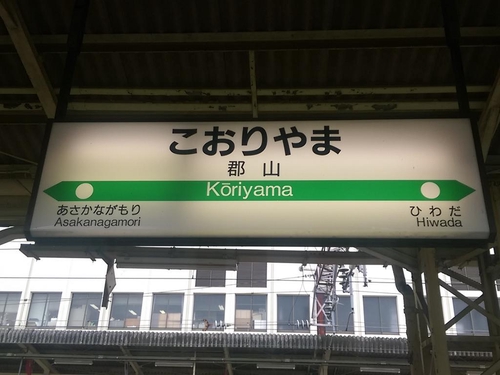 こおりやま
郡山
Kōriyama
あさかながもり ひわだ
Asakanagamori Hiwada